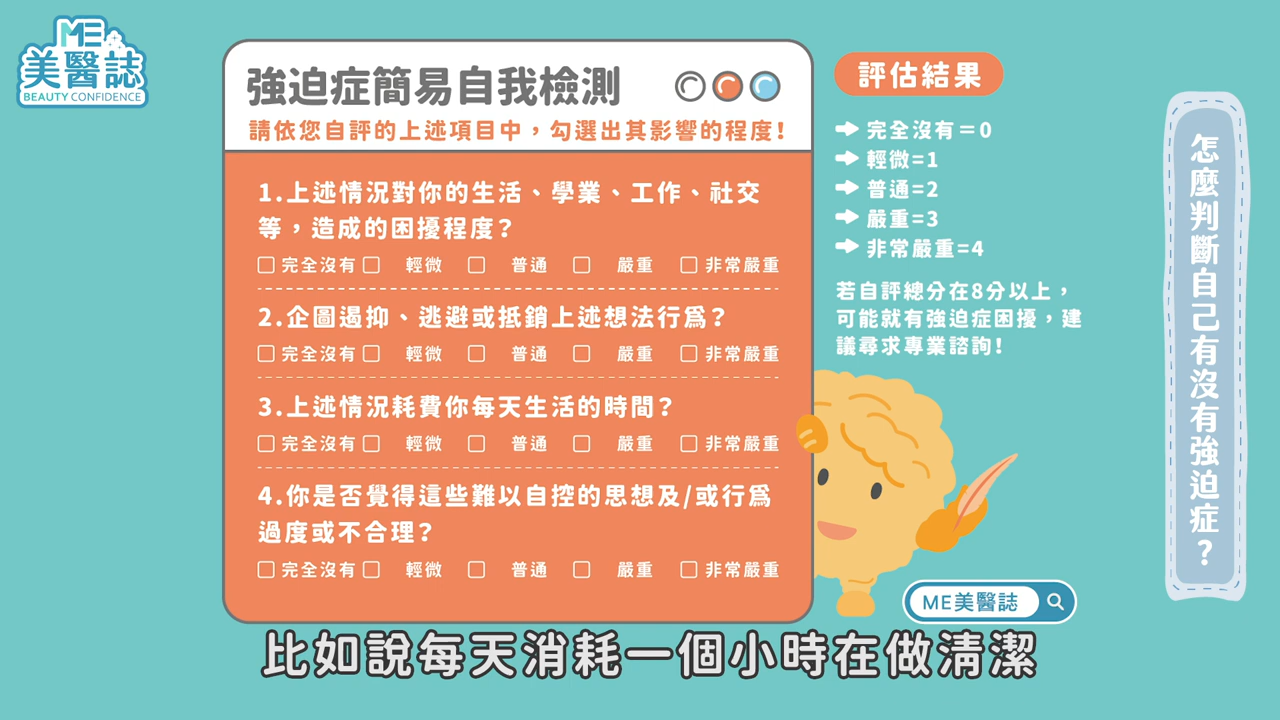 ME
美醫誌
BEAUTY CONFIDENCE
強迫症簡易自我檢測
請依您自評的上述項目中，勾選出其影響的程度！
1.上述情況對你的生活、學業、工作、社交
等，造成的困擾程度？
□ 完全沒有 □ 輕微 □ 普通 □ 嚴重 □ 非常嚴重
2.企圖遏抑、逃避或抵銷上述想法行為？
□ 完全沒有 □ 輕微 □ 普通 □ 嚴重 □ 非常嚴重
3.上述情況耗費你每天生活的時間？
□ 完全沒有 □ 輕微 □ 普通 □ 嚴重 □ 非常嚴重
4.你是否覺得這些難以自控的思想及/或行為
過度或不合理？
□ 完全沒有 □ 輕微 □ 普通 □ 嚴重 □ 非常嚴重
評估結果
完全沒有=0
輕微=1
普通=2
嚴重=3
非常嚴重=4
若自評總分在8分以上，
可能就有強迫症困擾，建
議尋求專業諮詢！
怎麼判斷自己有沒有強迫症？
ME美醫誌
比如說每天消耗一個小時在做清潔